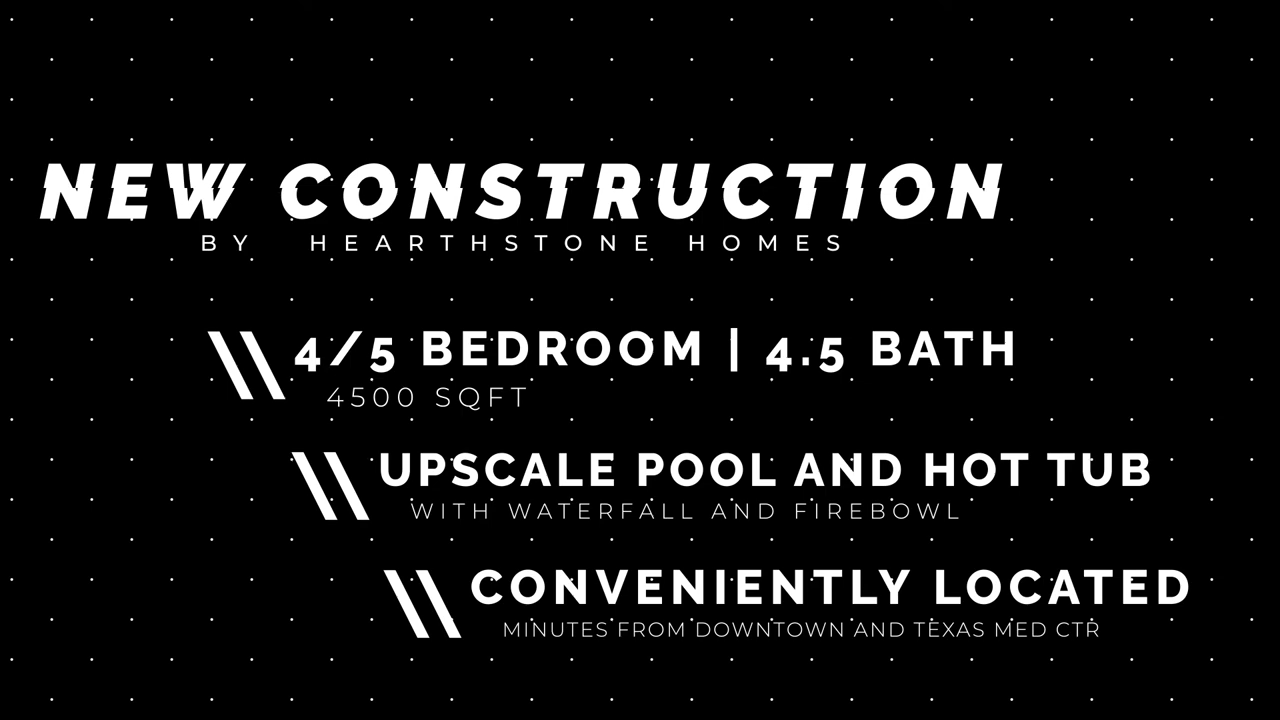 NEW CONSTRUCTION
BY HEARTHSTONE HOMES
\\ 4/5 BEDROOM | 4.5 BATH
4500 SQFT
\\ UPSCALE POOL AND HOT TUB
WITH WATERFALL AND FIREBOWL
\\ CONVENIENTLY LOCATED
MINUTES FROM DOWNTOWN AND TEXAS MED CTR